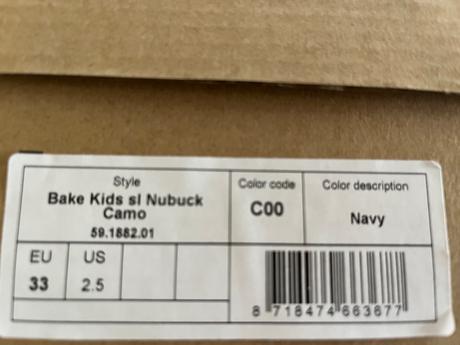 Style
Bake Kids sl Nubuck
Camo
59.1882.01
Color code
C00
Color description
Navy
EU
US
33
2.5
8 718474 663677